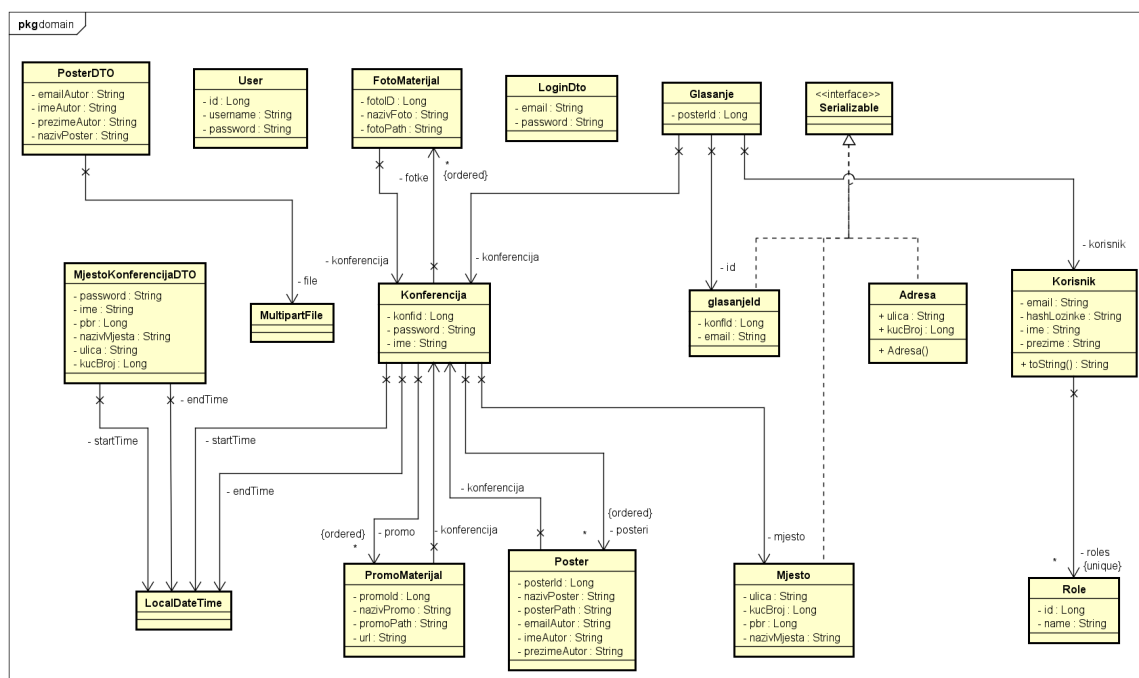 pkg domain
PosterDTO
- emailAutor : String
- imeAutor : String
- prezimeAutor : String
- nazivPoster : String
User
- id : Long
- username : String
- password : String
FotoMaterijal
- fotoID : Long
- nazivFoto : String
- fotoPath : String
LoginDto
- email : String
- password : String
Glasanje
- posterId : Long
<<interface>>
Serializable
*
{ordered}
- fotke
- konferencija
- konferencija
- id
- korisnik
- file
MjestoKonferencijaDTO
- password : String
- ime : String
- pbr : Long
- nazivMjesta : String
- ulica : String
- kucBroj : Long
MultipartFile
Konferencija
- konfid : Long
- password : String
- ime : String
glasanjeId
- konfId : Long
- email : String
Adresa
+ ulica : String
+ kucBroj : Long
+ Adresa()
Korisnik
- email : String
- hashLozinke : String
- ime : String
- prezime : String
+ toString() : String
- endTime
- startTime
- startTime
- endTime
- konferencija
{ordered}
*
- promo
- konferencija
{ordered}
*
- posteri
- mjesto
*
- roles
{unique}
LocalDateTime
PromoMaterijal
- promoId : Long
- nazivPromo : String
- promoPath : String
- url : String
Poster
- posterId : Long
- nazivPoster : String
- posterPath : String
- emailAutor : String
- imeAutor : String
- prezimeAutor : String
Mjesto
- ulica : String
- kucBroj : Long
- pbr : Long
- nazivMjesta : String
Role
- id : Long
- name : String